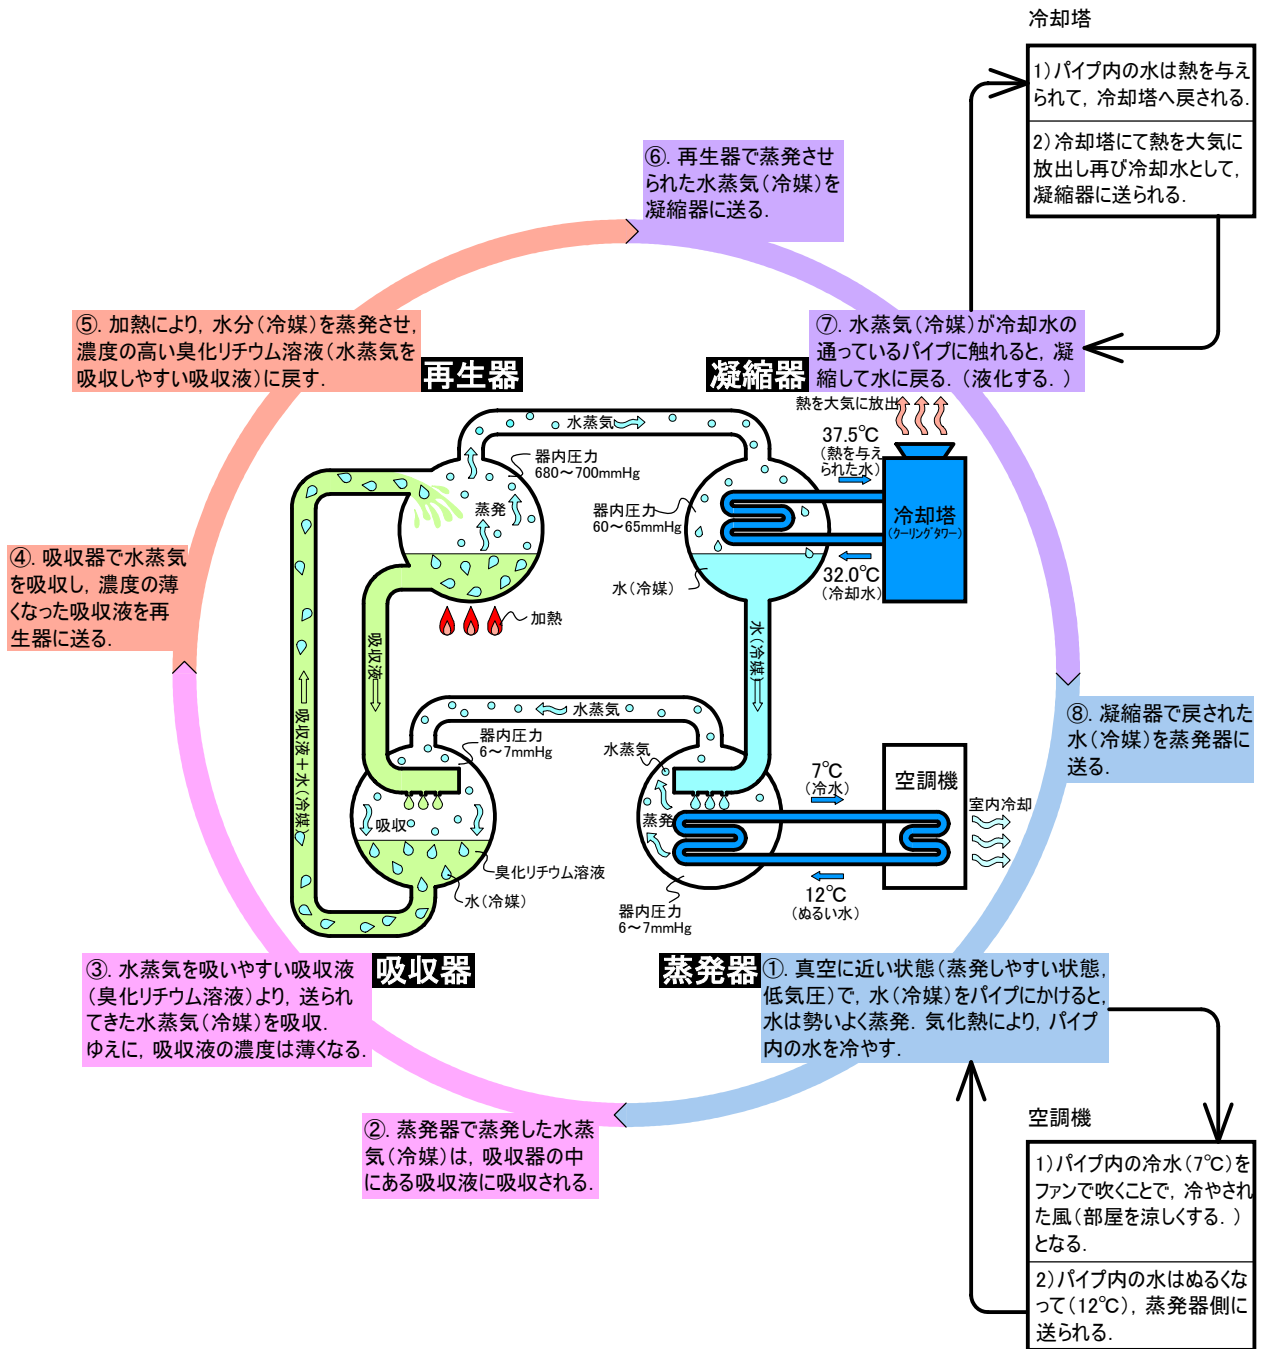 冷却塔
1)パイプ内の水は熱を与え
られて, 冷却塔へ戻される.
2)冷却塔にて熱を大気に
放出し再び冷却水として,
凝縮器に送られる.
⑥. 再生器で蒸発させ
られた水蒸気(冷媒)を
凝縮器に送る.
⑤. 加熱により, 水分(冷媒)を蒸発させ,
濃度の高い臭化リチウム溶液(水蒸気を
吸収しやすい吸収液)に戻す.
⑦. 水蒸気(冷媒)が冷却水の
通っているパイプに触れると, 凝
縮して水に戻る. (液化する. )
再生器
凝縮器
熱を大気に放出
水蒸気
37.5℃
(熱を与え
られた水)
器内圧力
680~700mmHg
蒸発
器内圧力
60~65mmHg
冷却塔
(クーリングタワー)
水(冷媒)
32.0℃
(冷却水)
加熱
④. 吸収器で水蒸気
を吸収し, 濃度の薄
くなった吸収液を再
生器に送る.
吸収液
水(冷媒)
吸収液+水(冷媒)
水蒸気
器内圧力
6~7mmHg
水蒸気
7℃
(冷水)
空調機
室内冷却
⑧. 凝縮器で戻された
水(冷媒)を蒸発器に
送る.
吸収
蒸発
臭化リチウム溶液
水(冷媒)
12℃
(ぬるい水)
器内圧力
6~7mmHg
吸収器
蒸発器
③. 水蒸気を吸いやすい吸収液
(臭化リチウム溶液)より, 送られ
てきた水蒸気(冷媒)を吸収.
ゆえに, 吸収液の濃度は薄くなる.
①. 真空に近い状態(蒸発しやすい状態,
低気圧)で, 水(冷媒)をパイプにかけると,
水は勢いよく蒸発. 気化熱により, パイプ
内の水を冷やす.
②. 蒸発器で蒸発した水蒸
気(冷媒)は, 吸収器の中
にある吸収液に吸収される.
空調機
1)パイプ内の冷水(7℃)を
ファンで吹くことで, 冷やされ
た風(部屋を涼しくする. )
となる.
2)パイプ内の水はぬるくな
って(12℃), 蒸発器側に
送られる.